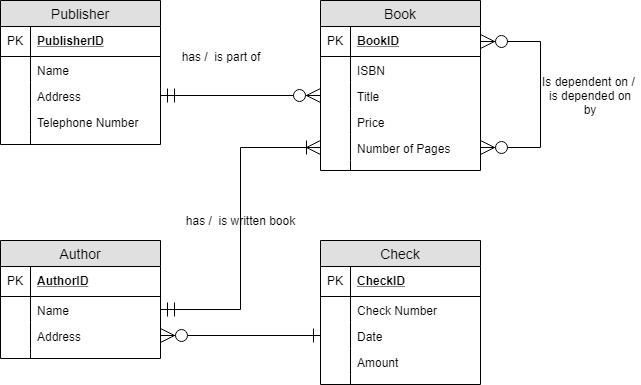 Publisher
PK PublisherID
Name
Address
Telephone Number
has /  is part of
Book
PK BookID
ISBN
Title
Price
Number of Pages
Is dependent on /
is depended on
by
has /  is written book
Author
PK AuthorID
Name
Address
Check
PK CheckID
Check Number
Date
Amount